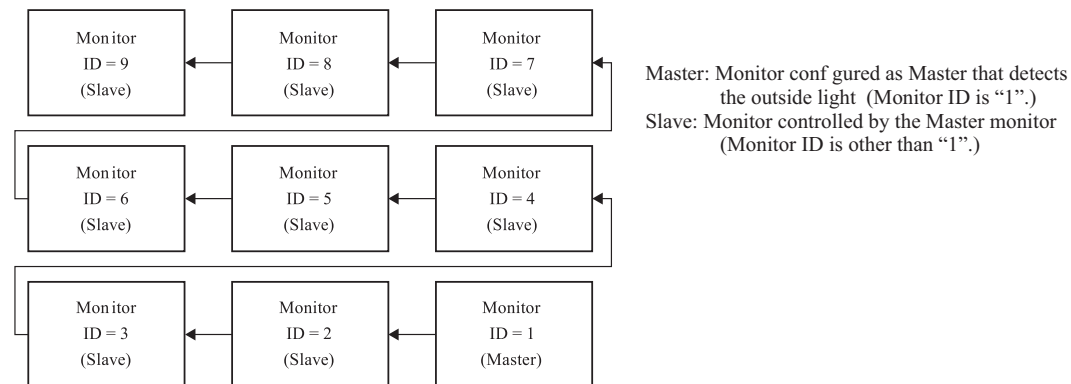 Monitor
ID = 9
(Slave)
Monitor
ID = 8
(Slave)
Monitor
ID = 7
(Slave)
Master: Monitor conf gured as Master that detects
the outside light (Monitor ID is “1”.)
Slave: Monitor controlled by the Master monitor
(Monitor ID is other than “1”.)
Monitor
ID = 6
(Slave)
Monitor
ID = 5
(Slave)
Monitor
ID = 4
(Slave)
Monitor
ID = 3
(Slave)
Monitor
ID = 2
(Slave)
Monitor
ID = 1
(Master)